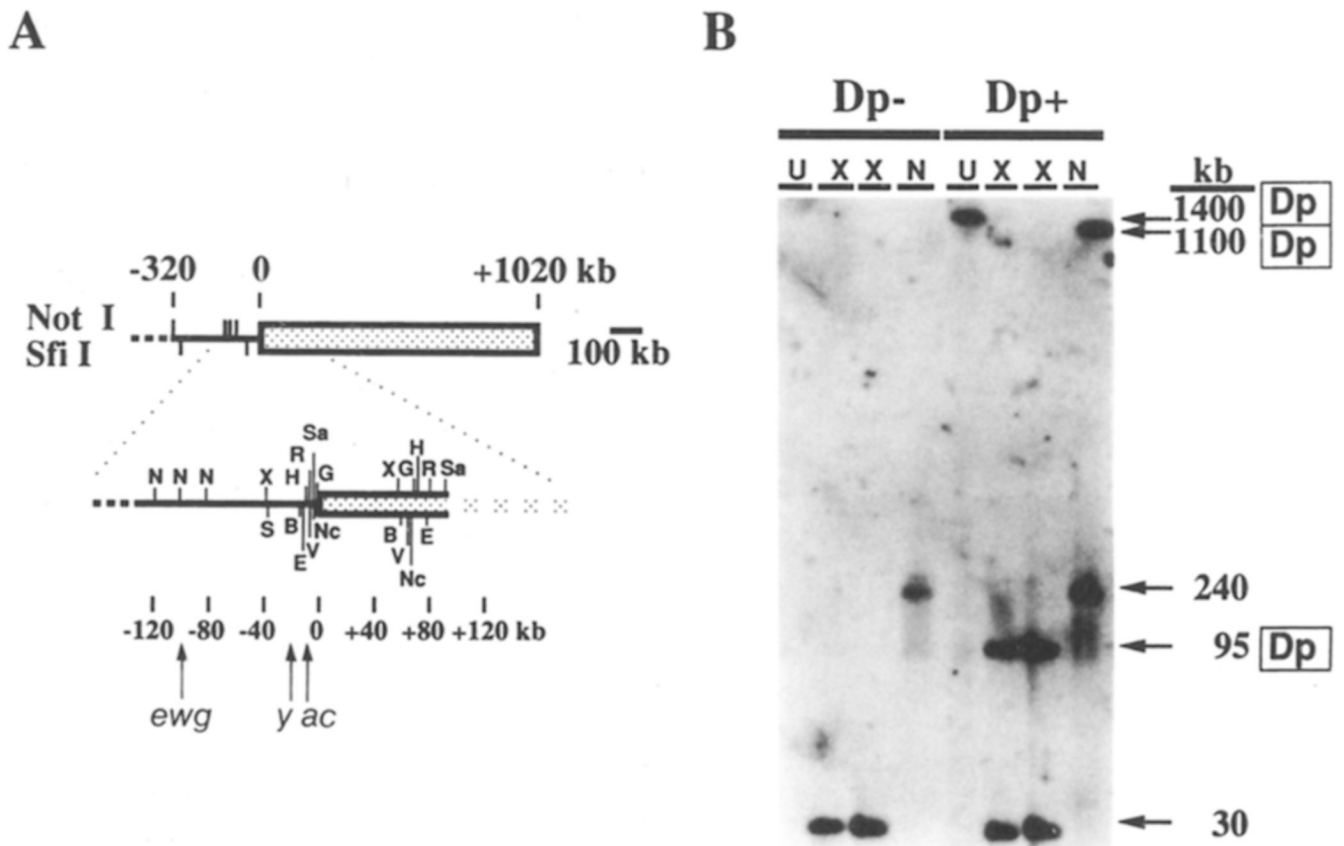 A
-320 0 +1020 kb
Not I
Sfi I
100 kb
Sa
R H
N N N X H G X G R Sa
S B Nc B E
E V V
Nc
-120 -80 -40 0 +40 +80 +120 kb
ewg y ac
B
Dp- Dp+
U X X N U X X N kb
1400 Dp
1100 Dp
240
95 Dp
30